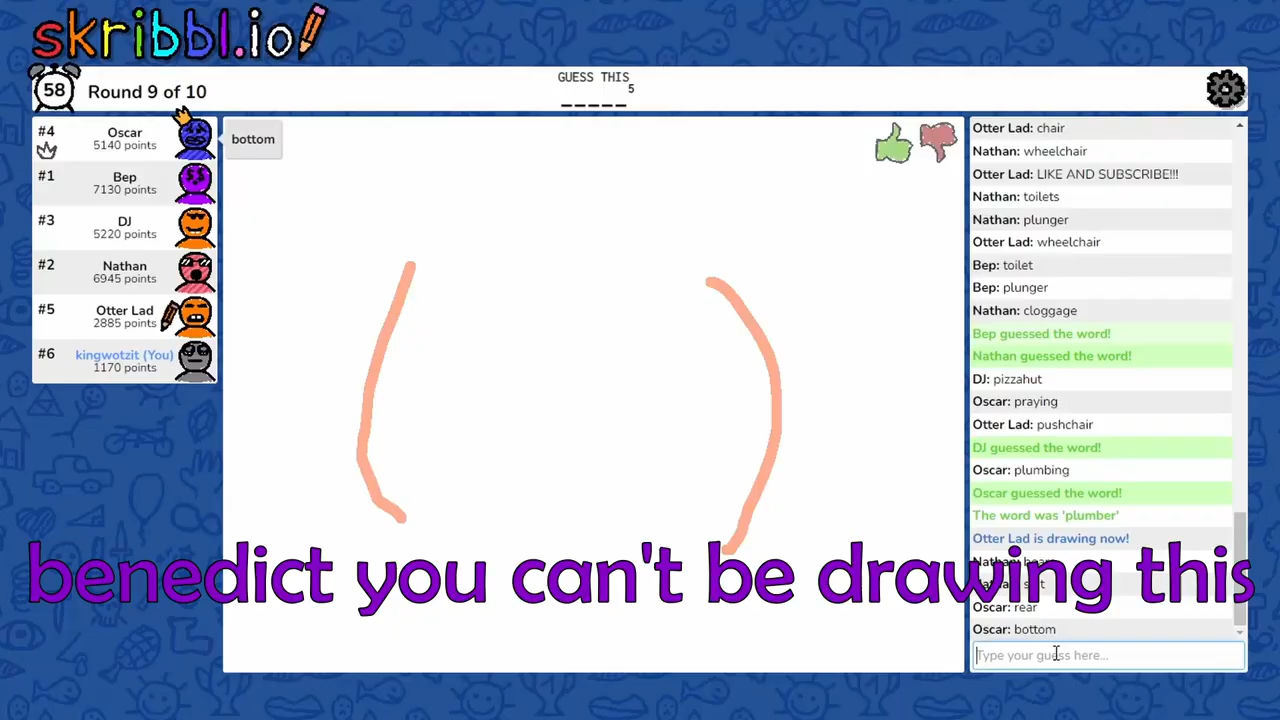 skribbl.io
58
Round 9 of 10
GUESS THIS
5
_____
#4
Oscar
5140 points
#1
Bep
7130 points
#3
DJ
5220 points
#2
Nathan
6945 points
#5
Otter Lad
2885 points
#6
kingwotzit (You)
1170 points
bottom
Otter Lad: chair
Nathan: wheelchair
Otter Lad: LIKE AND SUBSCRIBE!!!
Nathan: toilets
Nathan: plunger
Otter Lad: wheelchair
Bep: toilet
Bep: plunger
Nathan: cloggage
Bep guessed the word!
Nathan guessed the word!
DJ: pizzahut
Oscar: praying
Otter Lad: pushchair
DJ guessed the word!
Oscar: plumbing
Oscar guessed the word!
The word was 'plumber'
Otter Lad is drawing now!
Nathan:
Nathan:
Oscar: rear
Oscar: bottom
Type your guess here...
benedict you can't be drawing this